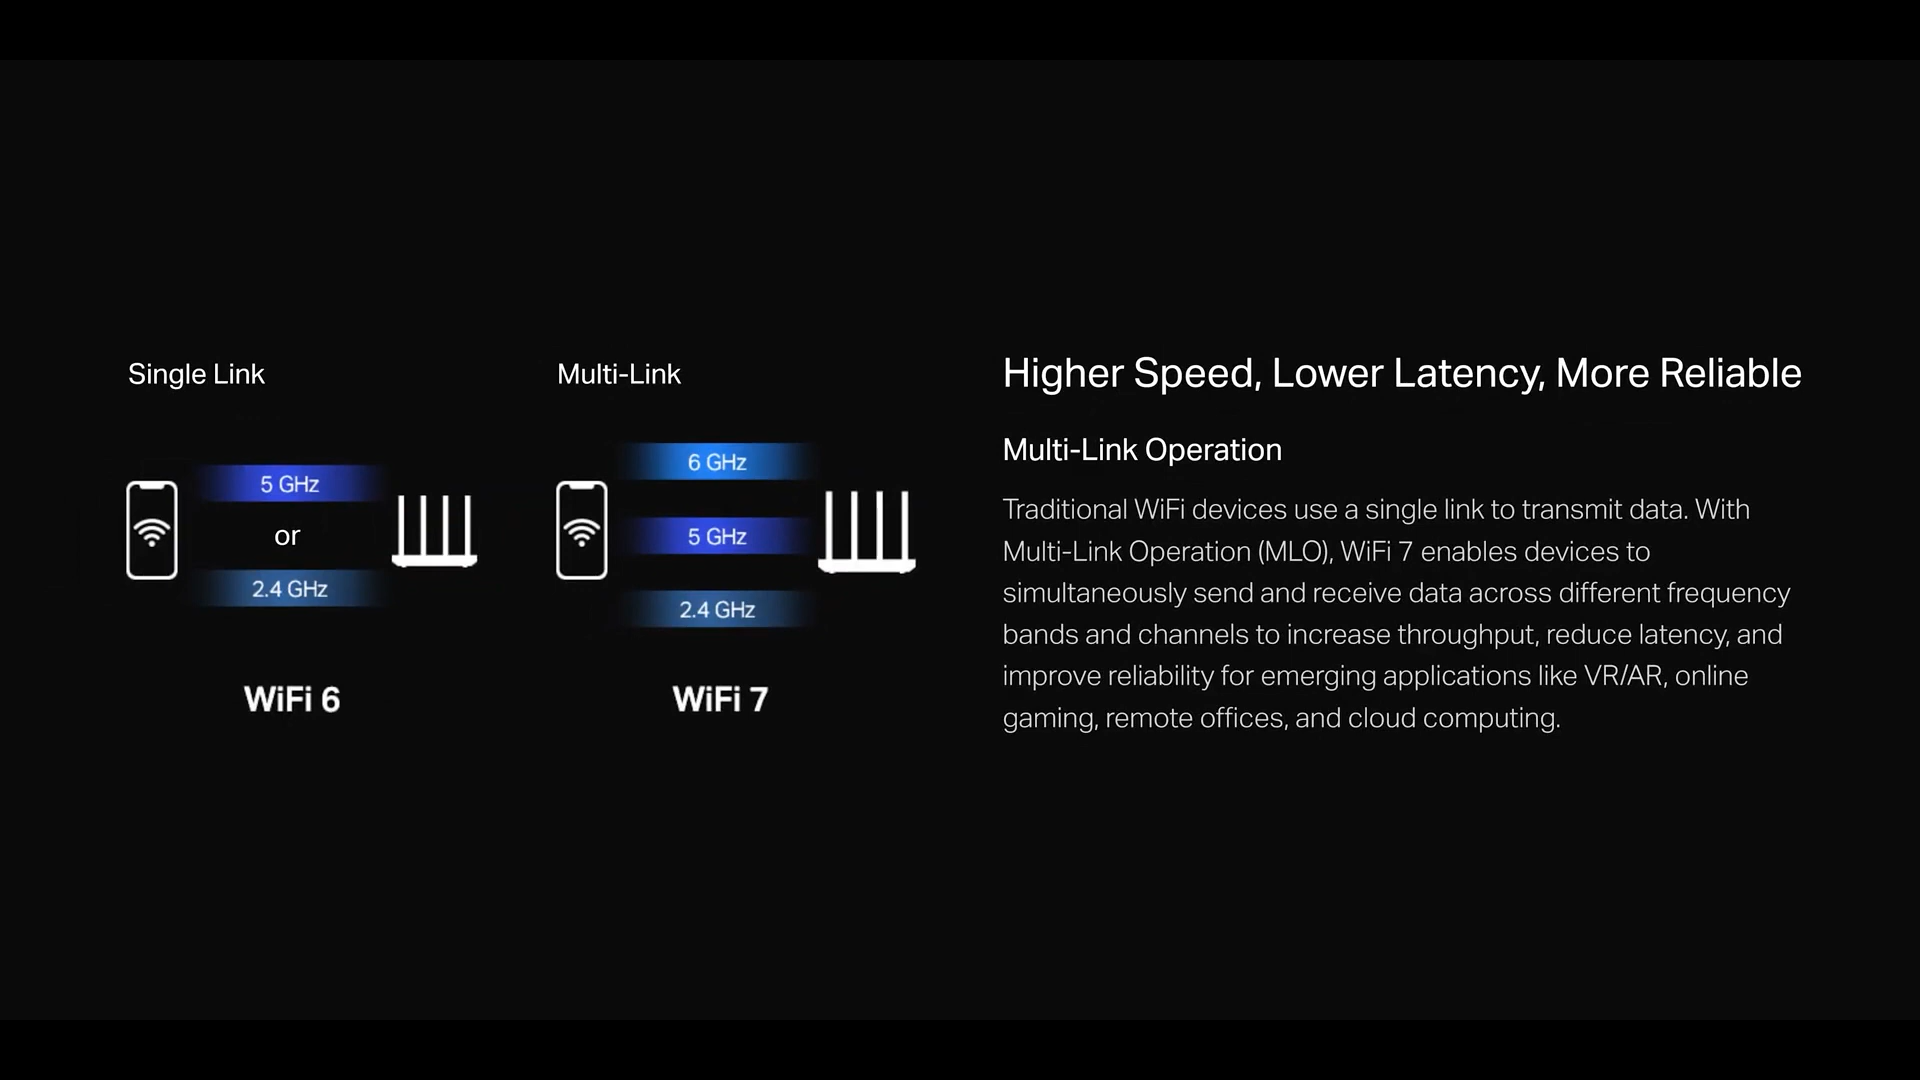 Single Link
5 GHz
or
2.4 GHz
WiFi 6
Multi-Link
6 GHz
5 GHz
2.4 GHz
WiFi 7
Higher Speed, Lower Latency, More Reliable
Multi-Link Operation
Traditional WiFi devices use a single link to transmit data. With
Multi-Link Operation (MLO), WiFi 7 enables devices to
simultaneously send and receive data across different frequency
bands and channels to increase throughput, reduce latency, and
improve reliability for emerging applications like VR/AR, online
gaming, remote offices, and cloud computing.